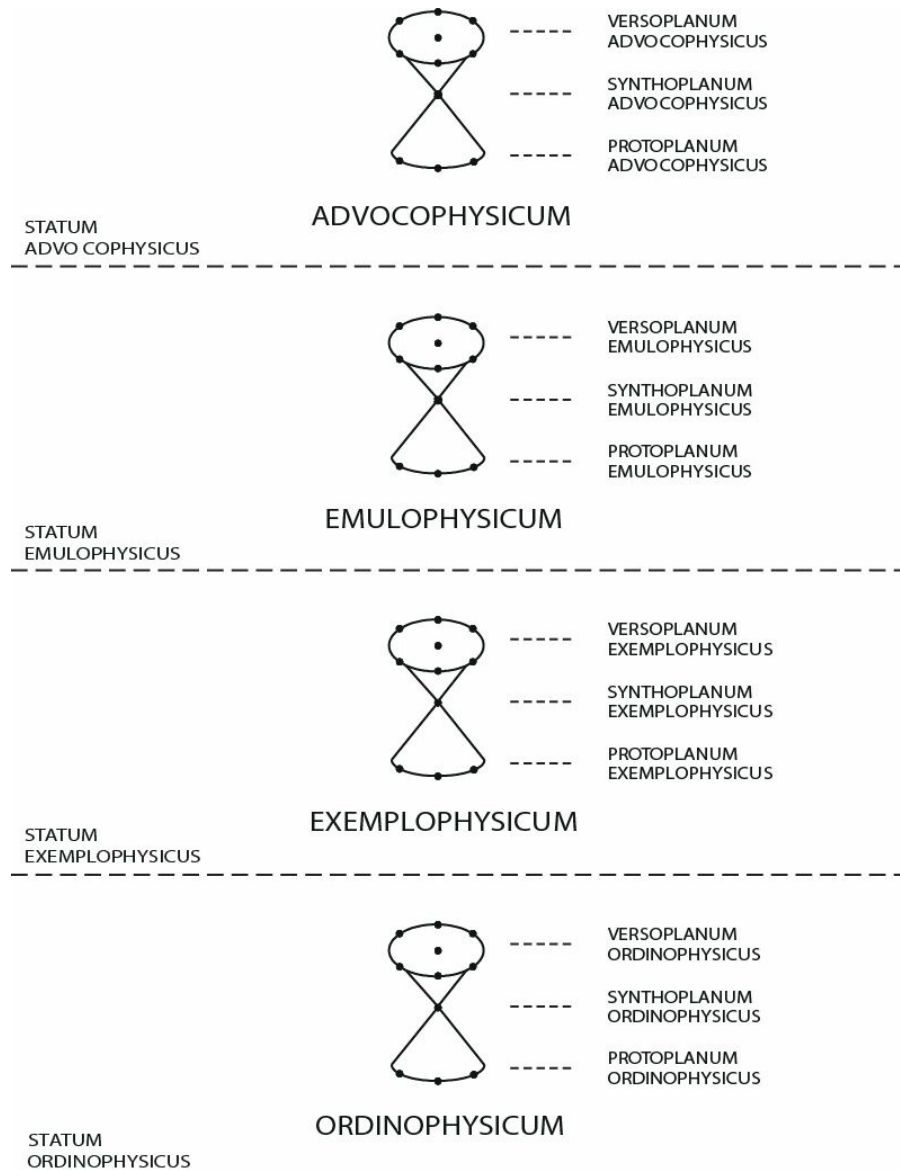 VERSOPLANUM
ADVOCOPHYSICUS
SYNTHOPLANUM
ADVOCOPHYSICUS
PROTOPLANUM
ADVOCOPHYSICUS
ADVOCOPHYSICUM
STATUM
ADVO COPHYSICUS
VERSOPLANUM
EMULOPHYSICUS
SYNTHOPLANUM
EMULOPHYSICUS
PROTOPLANUM
EMULOPHYSICUS
EMULOPHYSICUM
STATUM
EMULOPHYSICUS
VERSOPLANUM
EXEMPLOPHYSICUS
SYNTHOPLANUM
EXEMPLOPHYSICUS
PROTOPLANUM
EXEMPLOPHYSICUS
EXEMPLOPHYSICUM
STATUM
EXEMPLOPHYSICUS
VERSOPLANUM
ORDINOPHYSICUS
SYNTHOPLANUM
ORDINOPHYSICUS
PROTOPLANUM
ORDINOPHYSICUS
ORDINOPHYSICUM
STATUM
ORDINOPHYSICUS